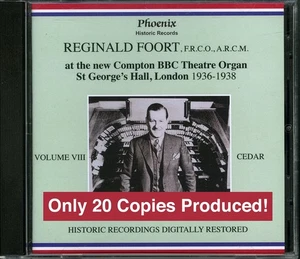 Phoenix
Historic Records
REGINALD FOORT, F.R.C.O., A.R.C.M.
at the new Compton BBC Theatre Organ
St George's Hall, London 1936-1938
VOLUME VIII
CEDAR
Only 20 Copies Produced!
HISTORIC RECORDINGS DIGITALLY RESTORED